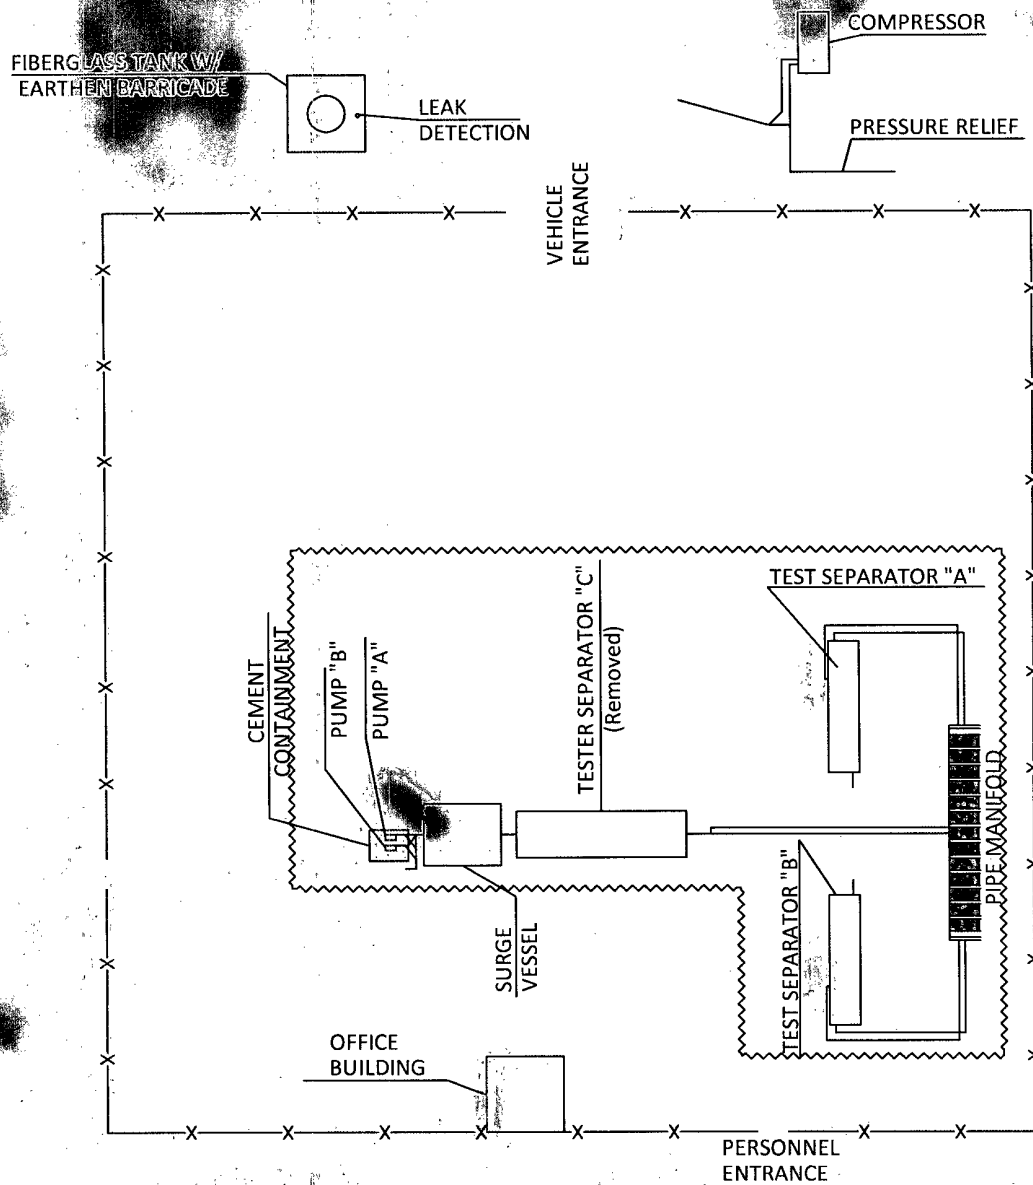 COMPRESSOR
FIBERGLASS TANK W/
EARTHEN BARRICADE
LEAK
DETECTION
PRESSURE RELIEF
VEHICLE
ENTRANCE
TEST SEPARATOR "A"
TESTER SEPARATOR "C"
(Removed)
CEMENT
CONTAINMENT
PUMP "B"
PUMP "A"
PIPE MANIFOLD
TEST SEPARATOR "B"
SURGE
VESSEL
OFFICE
BUILDING
PERSONNEL
ENTRANCE